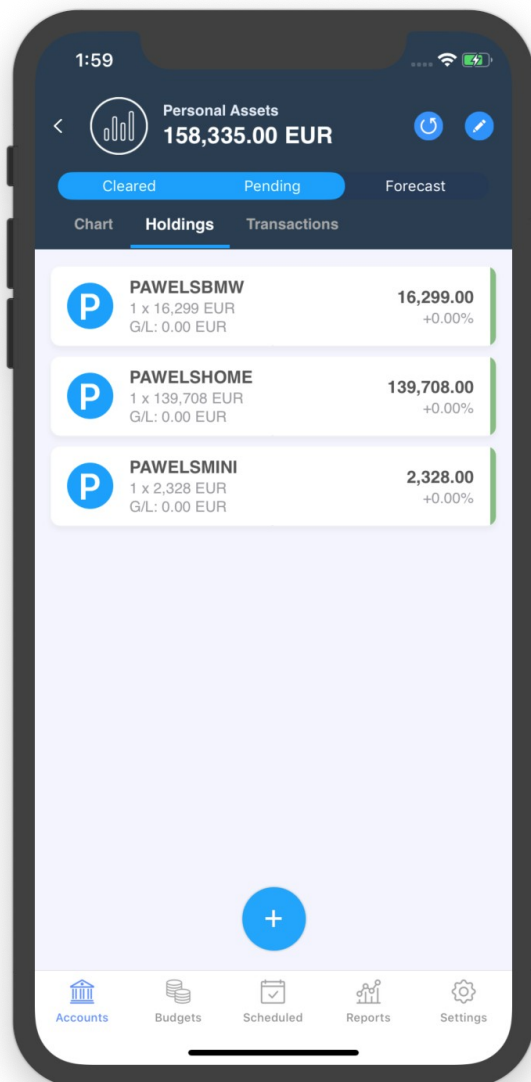 1:59
Personal Assets
158,335.00 EUR
Cleared Pending Forecast
Chart Holdings Transactions
P
PAWELSBMW
1 x 16,299 EUR
G/L: 0.00 EUR
16,299.00
+0.00%
P
PAWELSHOME
1 x 139,708 EUR
G/L: 0.00 EUR
139,708.00
+0.00%
P
PAWELSMINI
1 x 2,328 EUR
G/L: 0.00 EUR
2,328.00
+0.00%
+
Accounts Budgets Scheduled Reports Settings